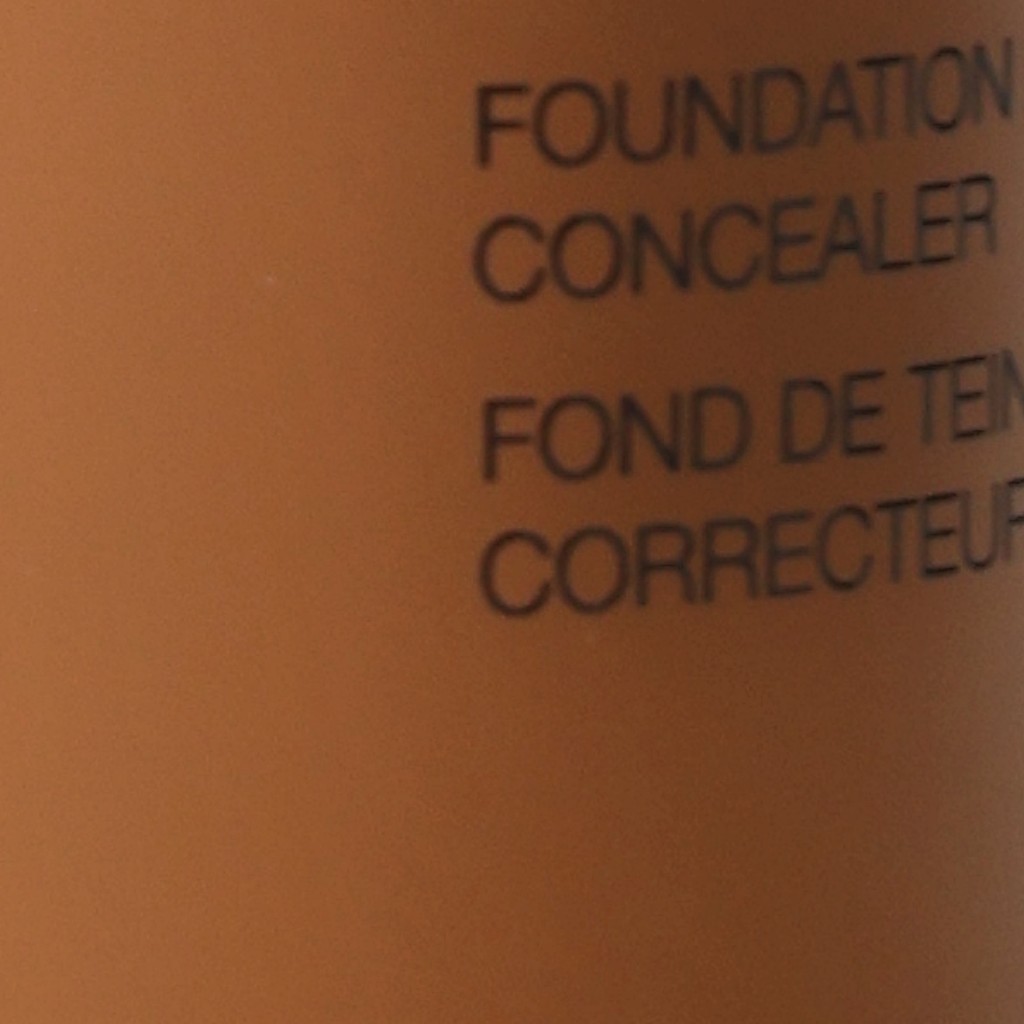 FOUNDATION
CONCEALER
FOND DE TEIN
CORRECTEUR